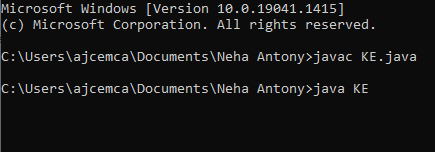 Microsoft Windows [Version 10.0.19041.1415]
(c) Microsoft Corporation. All rights reserved.
C:\Users\ajcemca\Documents\Neha Antony>javac KE.java
C:\Users\ajcemca\Documents\Neha Antony>java KE